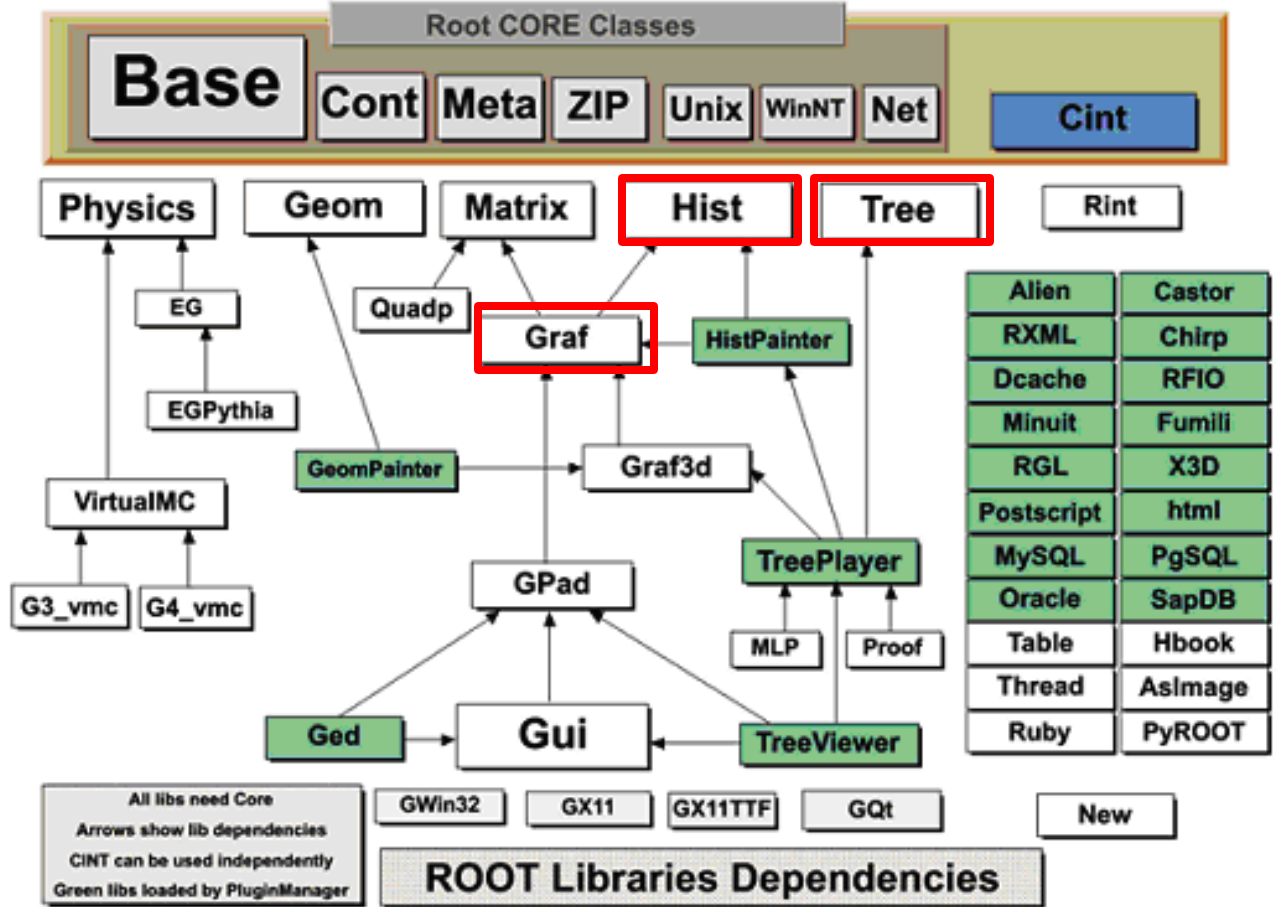 Root CORE Classes
Base
Cont
Meta
ZIP
Unix
WinNT
Net
Cint
Physics
Geom
Matrix
Hist
Tree
Rint
EG
Quadp
Graf
HistPainter
EGPythia
GeomPainter
Graf3d
VirtualMC
G3_vmc
G4_vmc
GPad
TreePlayer
MLP
Proof
Ged
Gui
TreeViewer
Alien
Castor
RXML
Chirp
Dcache
RFIO
Minuit
Fumili
RGL
X3D
Postscript
html
MySQL
PgSQL
Oracle
SapDB
Table
Hbook
Thread
AsImage
Ruby
PyROOT
All libs need Core
Arrows show lib dependencies
CINT can be used independently
Green libs loaded by PluginManager
GWin32
GX11
GX11TTF
GQt
New
ROOT Libraries Dependencies